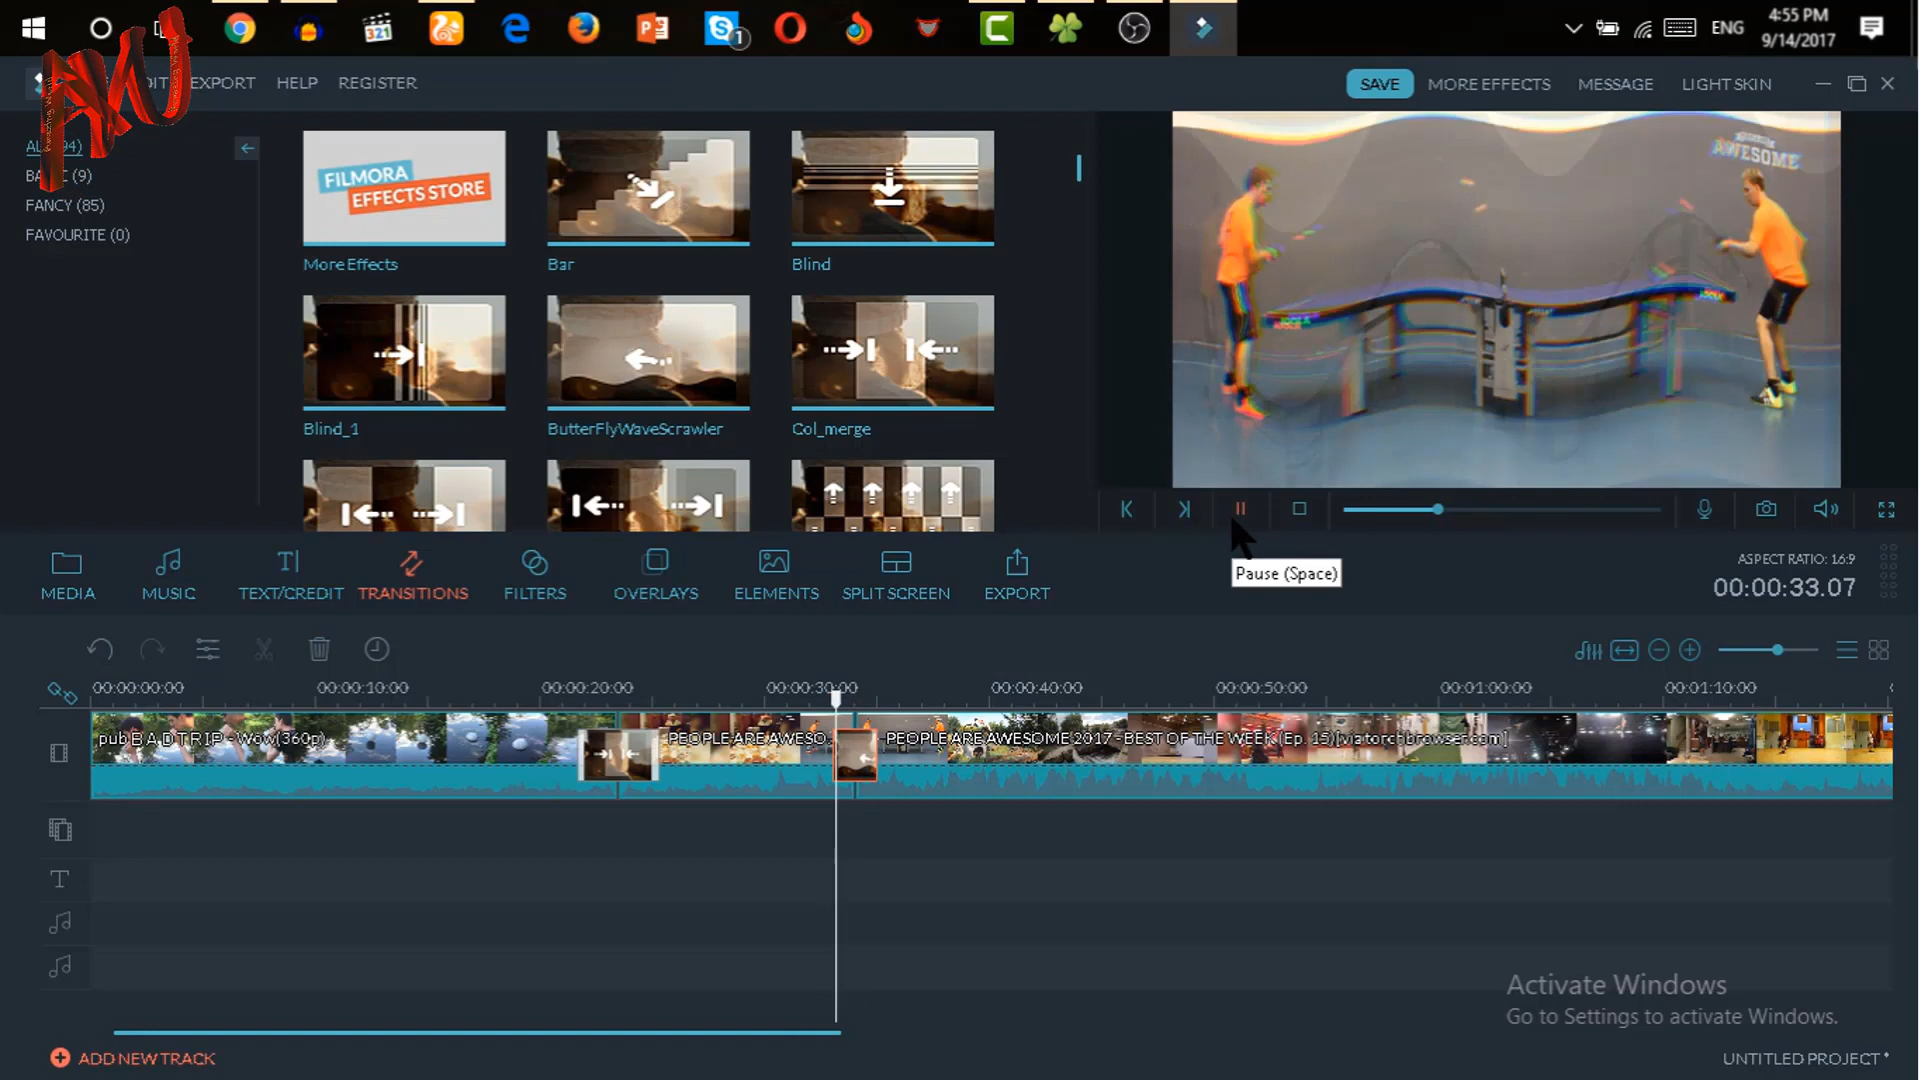 321
1
ENG
4:55 PM
9/14/2017
EXPORT
HELP
REGISTER
SAVE
MORE EFFECTS
MESSAGE
LIGHT SKIN
FANCY (85)
FAVOURITE (0)
FILMORA
EFFECTS STORE
More Effects
Bar
Blind
Blind_1
ButterFlyWaveScrawler
Col_merge
AWESOME
Pause (Space)
MEDIA
MUSIC
TEXT/CREDIT
TRANSITIONS
FILTERS
OVERLAYS
ELEMENTS
SPLIT SCREEN
EXPORT
ASPECT RATIO: 16:9
00:00:33.07
00:00:00:00
00:00:10:00
00:00:20:00
00:00:30:00
00:00:40:00
00:00:50:00
00:01:00:00
00:01:10:00
pub B A D T R I P - Wow(360p)
PEOPLE ARE AWESO...
PEOPLE ARE AWESOME 2017 - BEST OF THE WEEK (Ep. 15)[via torchbrowser.com]
Activate Windows
Go to Settings to activate Windows.
ADD NEW TRACK
UNTITLED PROJECT *